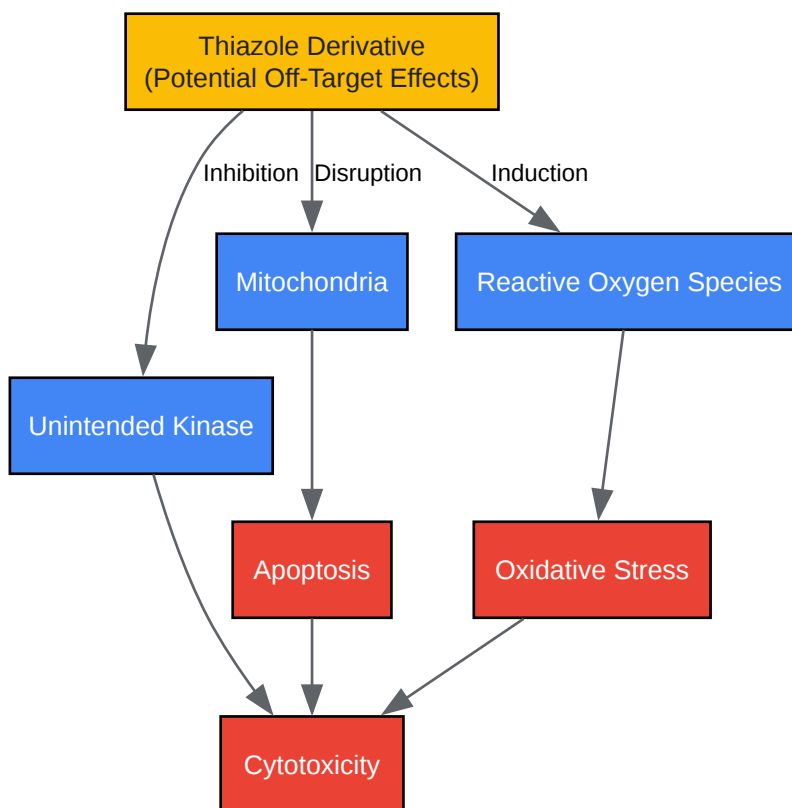 Thiazole Derivative
(Potential Off-Target Effects)
Inhibition
Disruption
Induction
Mitochondria
Reactive Oxygen Species
Unintended Kinase
Apoptosis
Oxidative Stress
Cytotoxicity